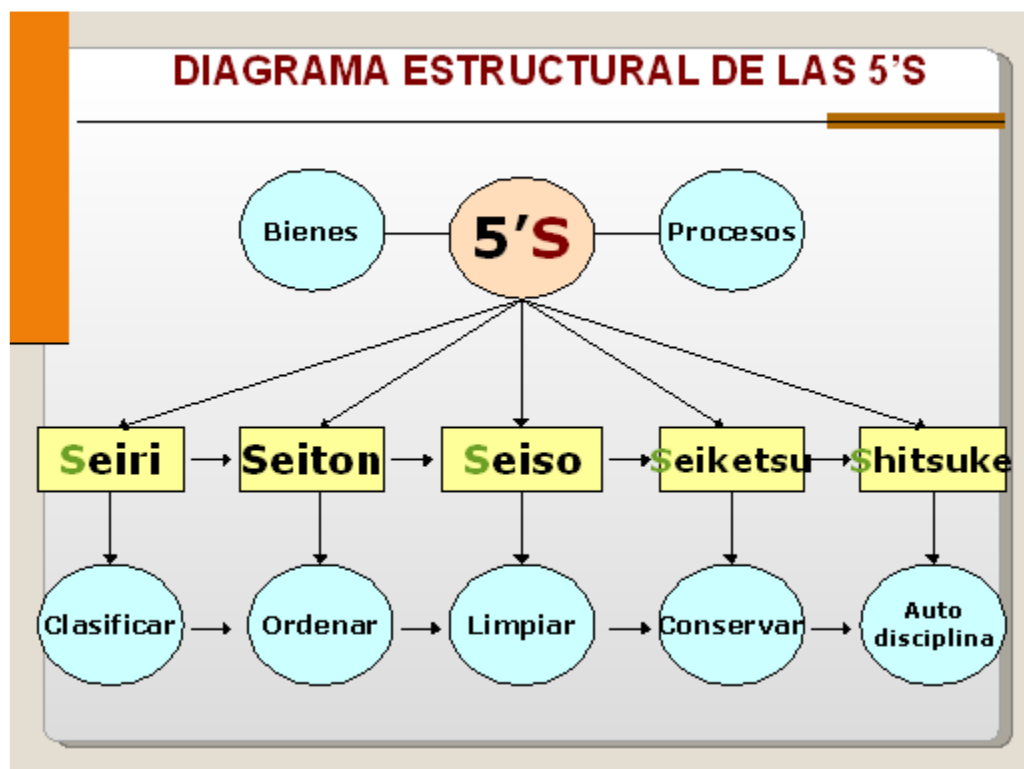 DIAGRAMA ESTRUCTURAL DE LAS 5'S
Bienes
5'S
Procesos
Seiri
Seiton
Seiso
Seiketsu
Shitsuke
Clasificar
Ordenar
Limpiar
Conservar
Auto
disciplina